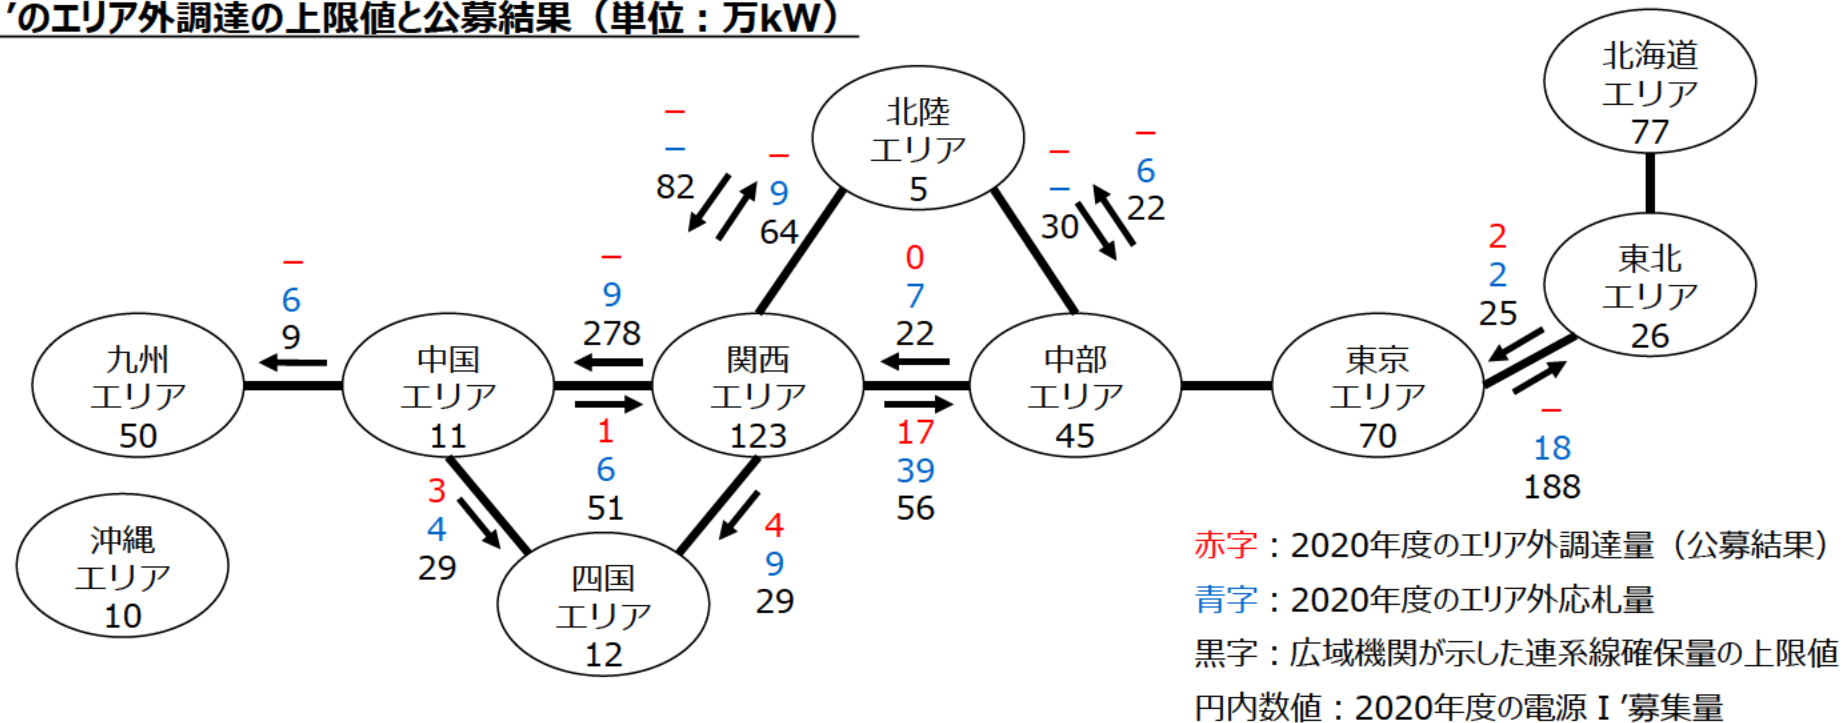 ′のエリア外調達の上限値と公募結果（単位：万kW）
北海道
エリア
77
北陸
エリア
5
－
－
82
－
9
64
－
－
30
－
6
22
2
2
25
東北
エリア
26
－
6
9
－
9
278
0
7
22
九州
エリア
50
中国
エリア
11
関西
エリア
123
中部
エリア
45
東京
エリア
70
1
6
51
17
39
56
－
18
188
3
4
29
4
9
29
沖縄
エリア
10
四国
エリア
12
赤字：2020年度のエリア外調達量（公募結果）
青字：2020年度のエリア外応札量
黒字：広域機関が示した連系線確保量の上限値
円内数値：2020年度の電源Ⅰ′募集量